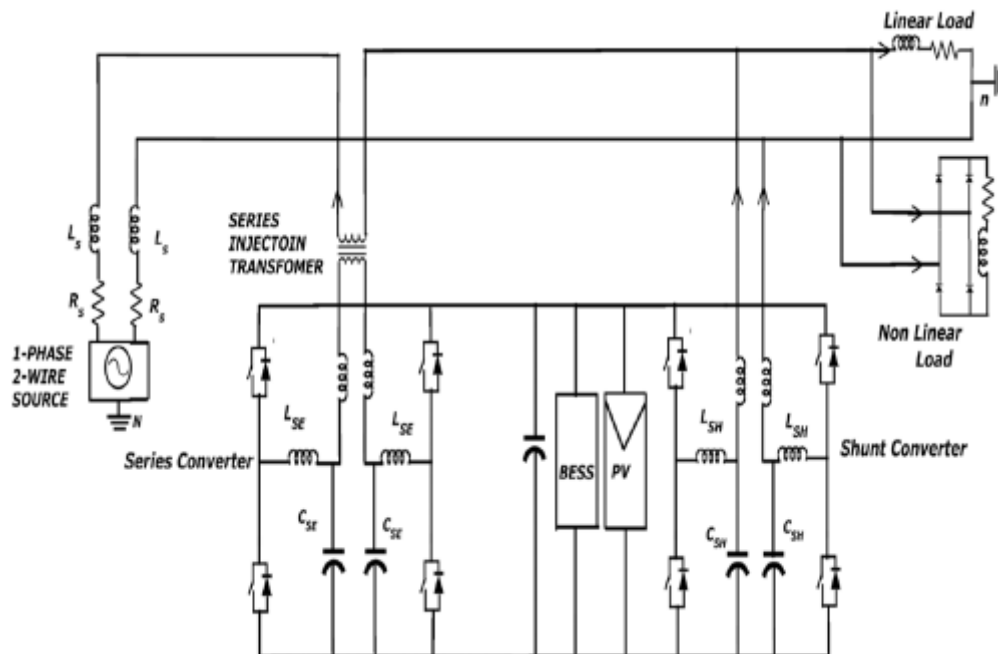 Linear Load
n
L_s
L_s
SERIES
INJECTOIN
TRANSFOMER
R_s
R_s
1-PHASE
2-WIRE
SOURCE
N
Non Linear
Load
L_SE
L_SE
L_SH
L_SH
Series Converter
Shunt Converter
BESS
PV
C_SE
C_SE
C_SH
C_SH